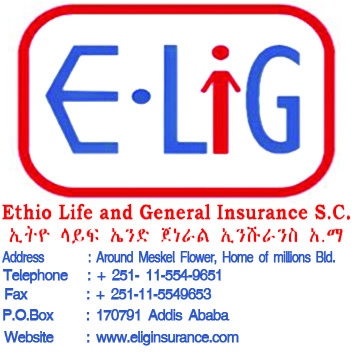 E·LiG
Ethio Life and General Insurance S.C.
ኢትዮ ላይፍ ኤንድ ጀነራል ኢንሹራንስ አ.ማ
Address : Around Meskel Flower, Home of millions Bld.
Telephone : + 251- 11-554-9651
Fax : + 251-11-5549653
P.O.Box : 170791 Addis Ababa
Website : www.eliginsurance.com